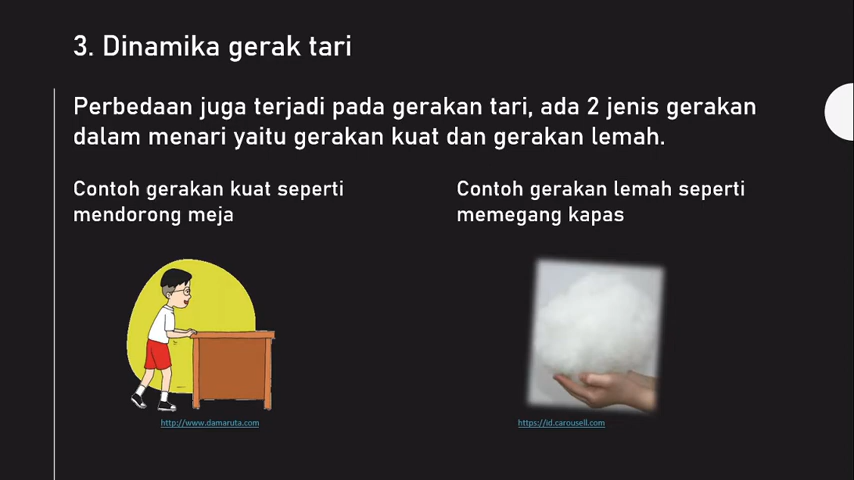 3. Dinamika gerak tari
Perbedaan juga terjadi pada gerakan tari, ada 2 jenis gerakan
dalam menari yaitu gerakan kuat dan gerakan lemah.
Contoh gerakan kuat seperti
mendorong meja
Contoh gerakan lemah seperti
memegang kapas
http://www.damaruta.com
https://id.carousell.com